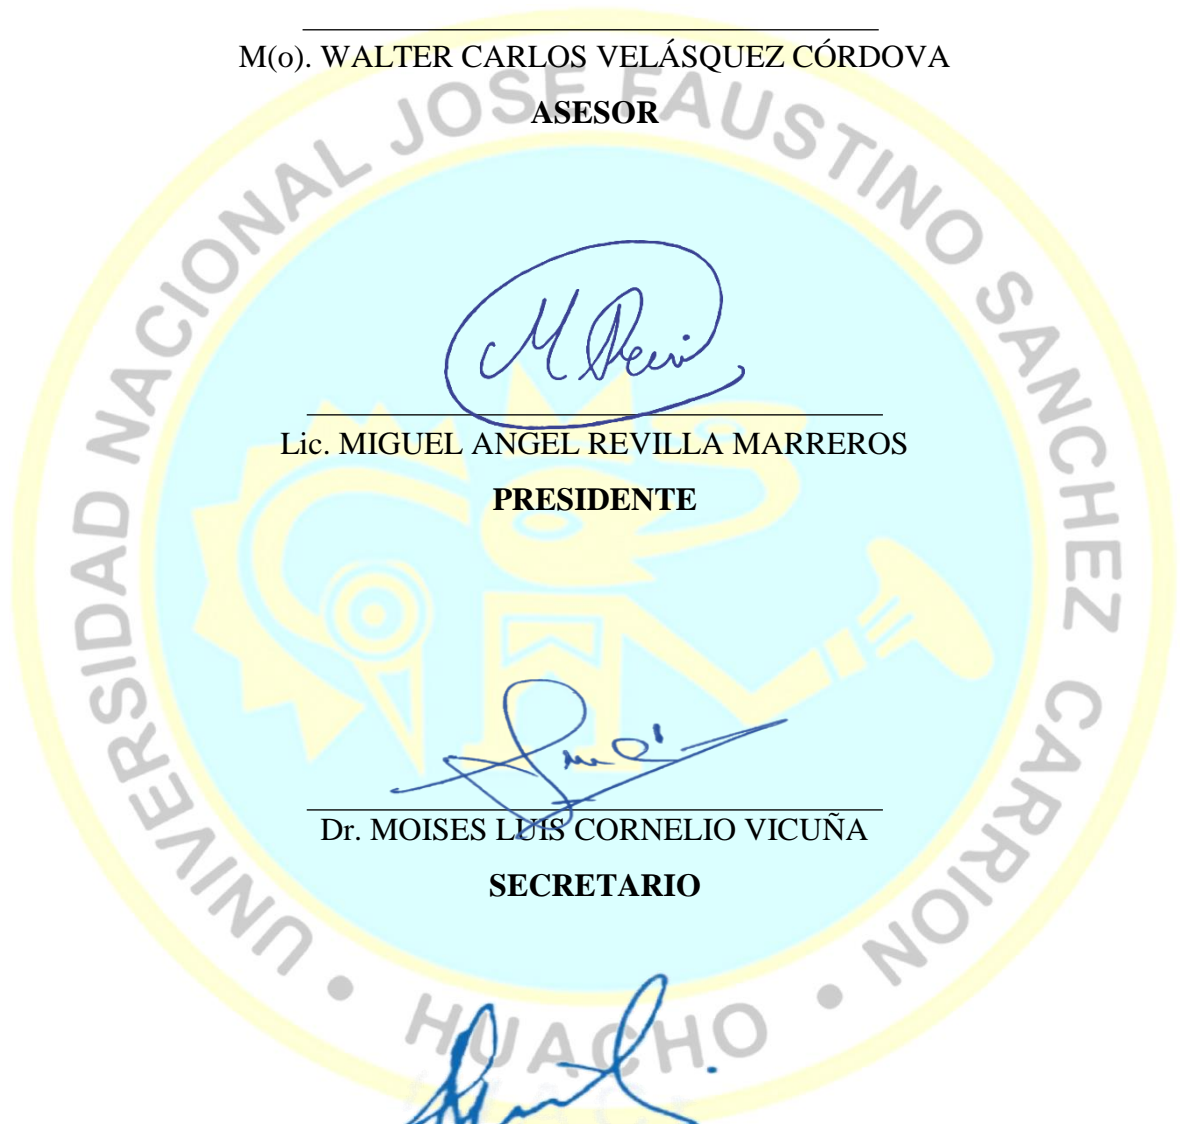 M(o). WALTER CARLOS VELÁSQUEZ CÓRDOVA
ASESOR
Lic. MIGUEL ANGEL REVILLA MARREROS
PRESIDENTE
Dr. MOISES LUIS CORNELIO VICUÑA
SECRETARIO
UNIVERSIDAD NACIONAL JOSE FAUSTINO SANCHEZ CARRION • HUACHO •